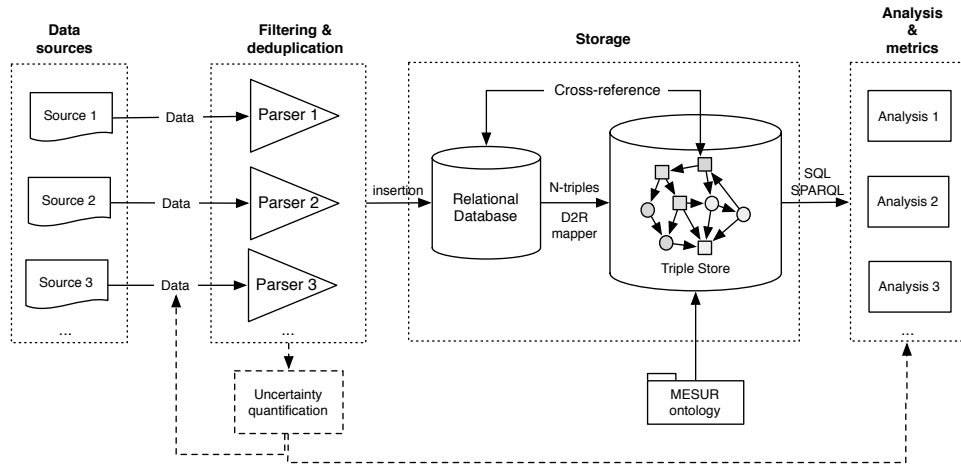 Data
sources
Filtering &
deduplication
Storage
Analysis
&
metrics
Source 1
Data
Parser 1
Cross-reference
Analysis 1
Source 2
Data
Parser 2
insertion
Relational
Database
N-triples
D2R
mapper
SQL
SPARQL
Analysis 2
Source 3
Data
Parser 3
Triple Store
Analysis 3
...
...
...
Uncertainty
quantification
MESUR
ontology